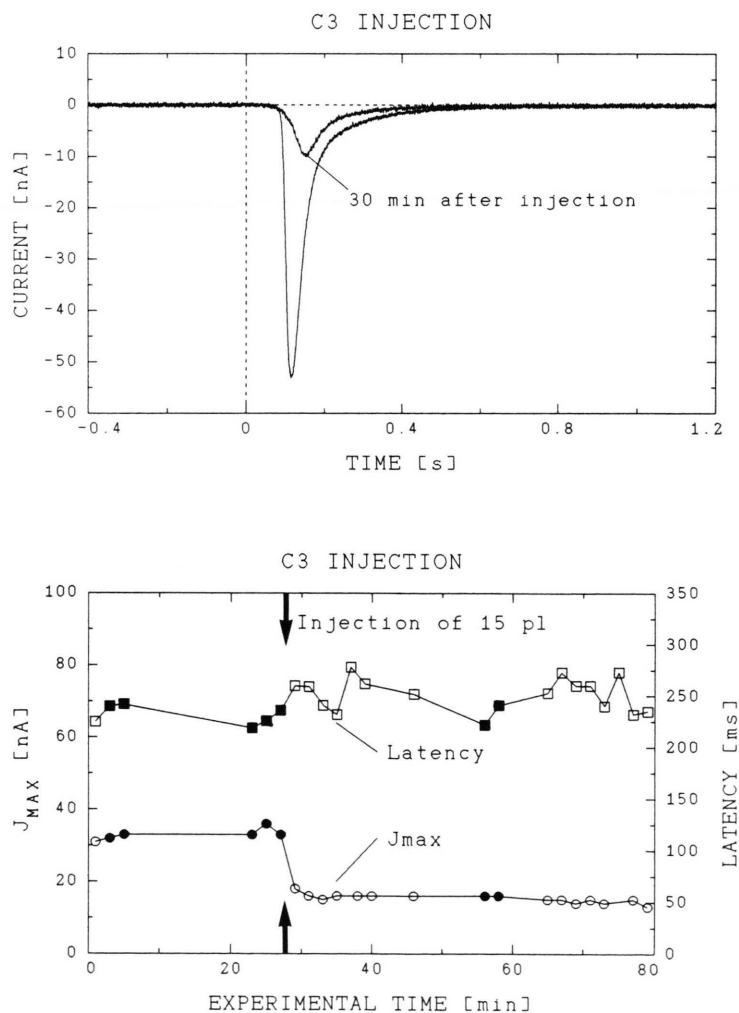 C3 INJECTION
10
0
-10
-20
-30
-40
-50
-60
CURRENT [nA]
30 min after injection
-0.4
0
0.4
0.8
1.2
TIME [s]
C3 INJECTION
100
80
60
40
20
0
J MAX [nA]
350
300
250
200
150
100
50
0
LATENCY [ms]
Injection of 15 pl
Latency
Jmax
0
20
40
60
80
EXPERIMENTAL TIME [min]